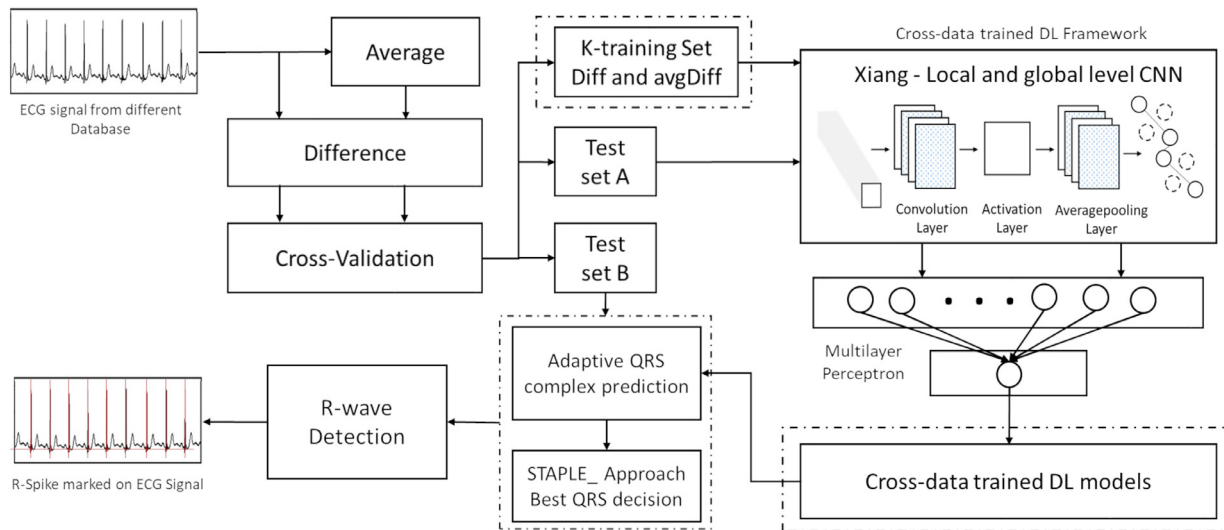 ECG signal from different
Database
Average
Difference
Cross-Validation
K-training Set
Diff and avgDiff
Test
set A
Test
set B
Cross-data trained DL Framework
Xiang - Local and global level CNN
Convolution
Layer
Activation
Layer
Averagepooling
Layer
Multilayer
Perceptron
Cross-data trained DL models
Adaptive QRS
complex prediction
STAPLE_ Approach
Best QRS decision
R-wave
Detection
R-Spike marked on ECG Signal